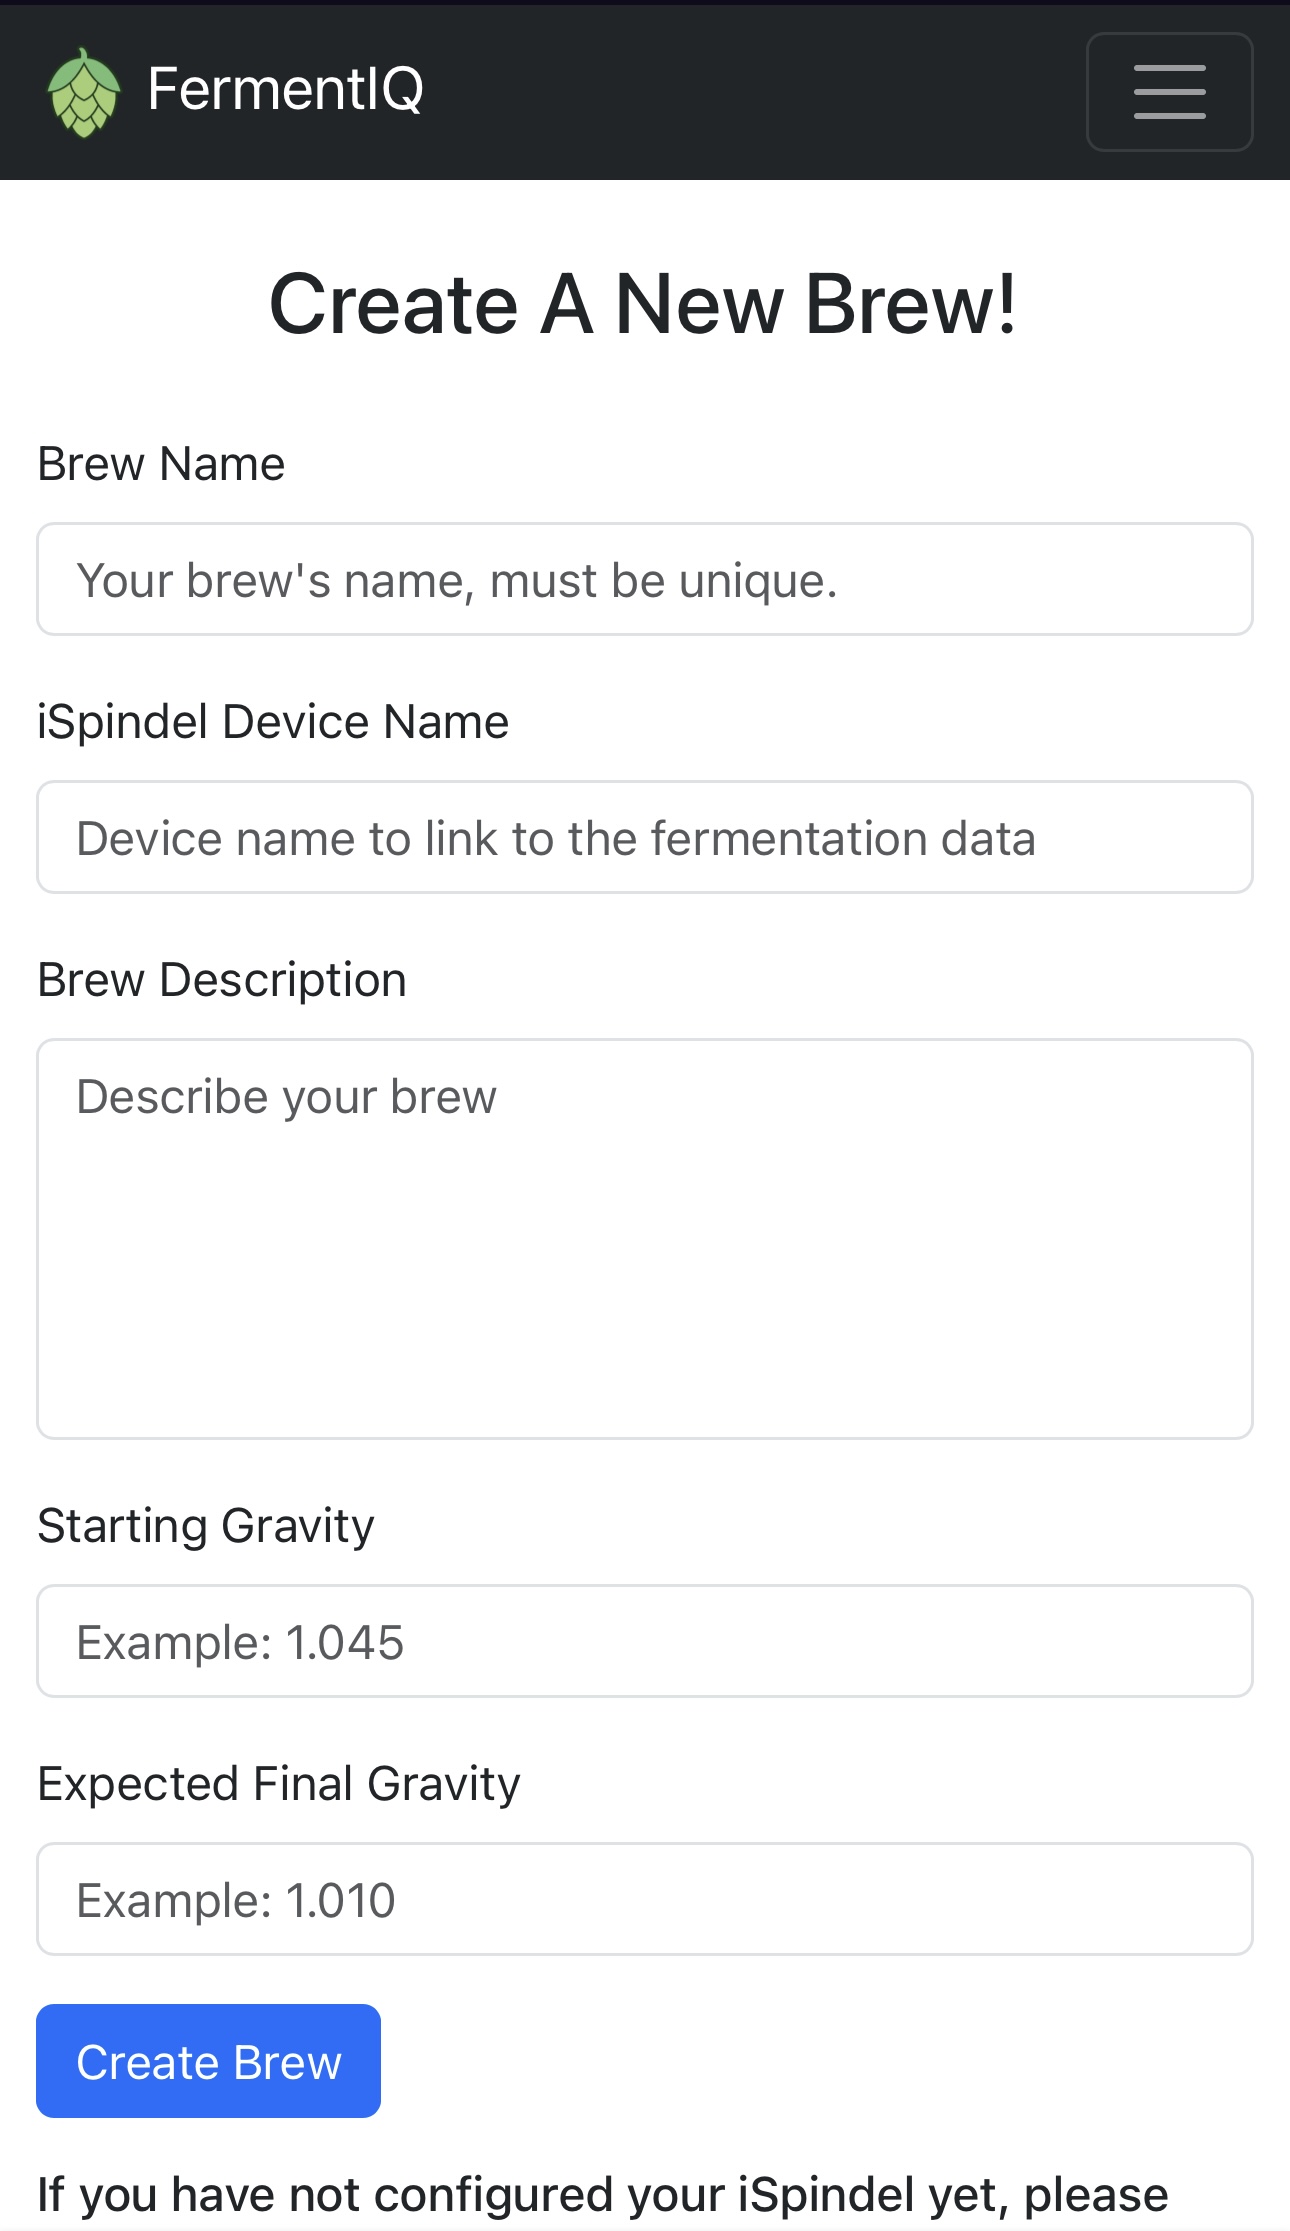 FermentIQ
Create A New Brew!
Brew Name
Your brew's name, must be unique.
iSpindel Device Name
Device name to link to the fermentation data
Brew Description
Describe your brew
Starting Gravity
Example: 1.045
Expected Final Gravity
Example: 1.010
Create Brew
If you have not configured your iSpindel yet, please